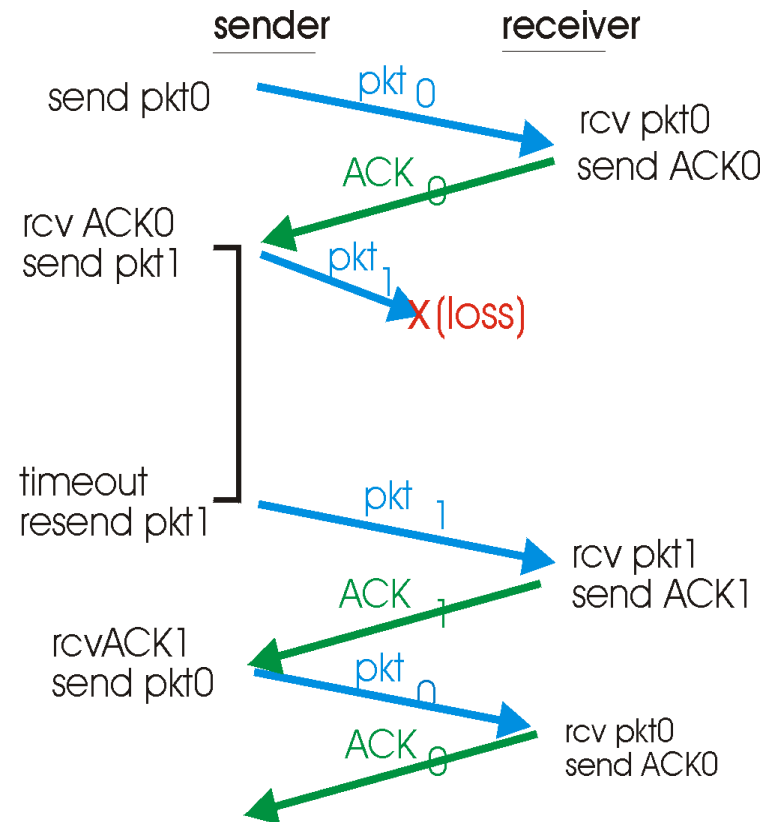 sender
receiver
send pkt0
pkt 0
rcv pkt0
send ACK0
ACK 0
rcv ACK0
send pkt1
pkt 1
X (loss)
timeout
resend pkt1
pkt 1
rcv pkt1
send ACK1
ACK 1
rcvACK1
send pkt0
pkt 0
rcv pkt0
send ACK0
ACK 0